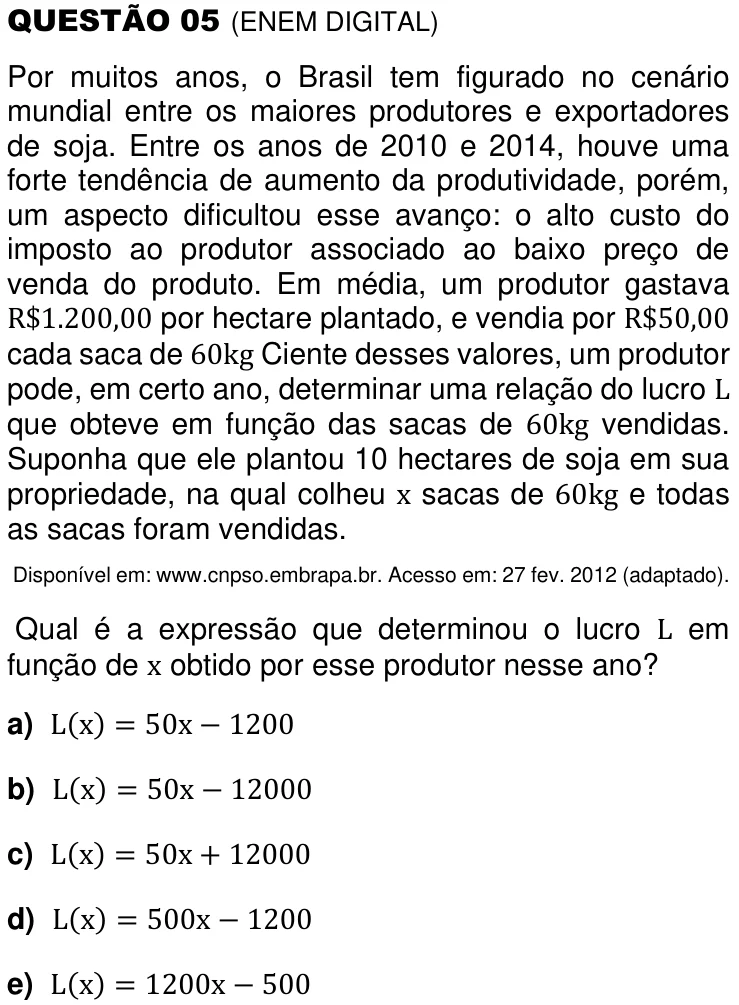 QUESTÃO 05 (ENEM DIGITAL)
Por muitos anos, o Brasil tem figurado no cenário
mundial entre os maiores produtores e exportadores
de soja. Entre os anos de 2010 e 2014, houve uma
forte tendência de aumento da produtividade, porém,
um aspecto dificultou esse avanço: o alto custo do
imposto ao produtor associado ao baixo preço de
venda do produto. Em média, um produtor gastava
R$1.200,00 por hectare plantado, e vendia por R$50,00
cada saca de 60kg Ciente desses valores, um produtor
pode, em certo ano, determinar uma relação do lucro L
que obteve em função das sacas de 60kg vendidas.
Suponha que ele plantou 10 hectares de soja em sua
propriedade, na qual colheu x sacas de 60kg e todas
as sacas foram vendidas.
Disponível em: www.cnpso.embrapa.br. Acesso em: 27 fev. 2012 (adaptado).
Qual é a expressão que determinou o lucro L em
função de x obtido por esse produtor nesse ano?
a) L(x) = 50x − 1200
b) L(x) = 50x − 12000
c) L(x) = 50x + 12000
d) L(x) = 500x − 1200
e) L(x) = 1200x − 500